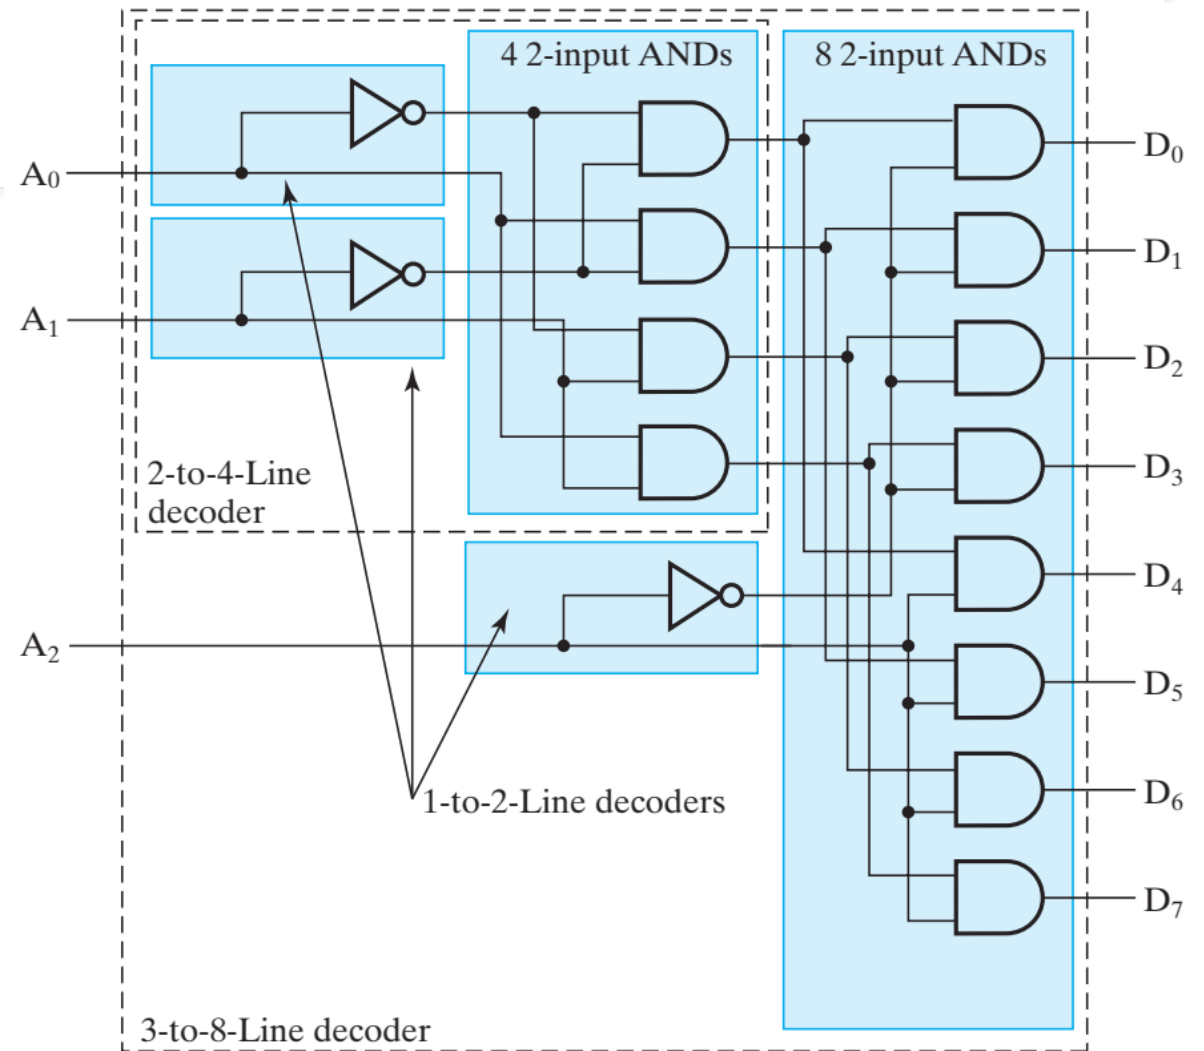 4 2-input ANDs
8 2-input ANDs
A₀
A₁
A₂
2-to-4-Line
decoder
1-to-2-Line decoders
3-to-8-Line decoder
D₀
D₁
D₂
D₃
D₄
D₅
D₆
D₇